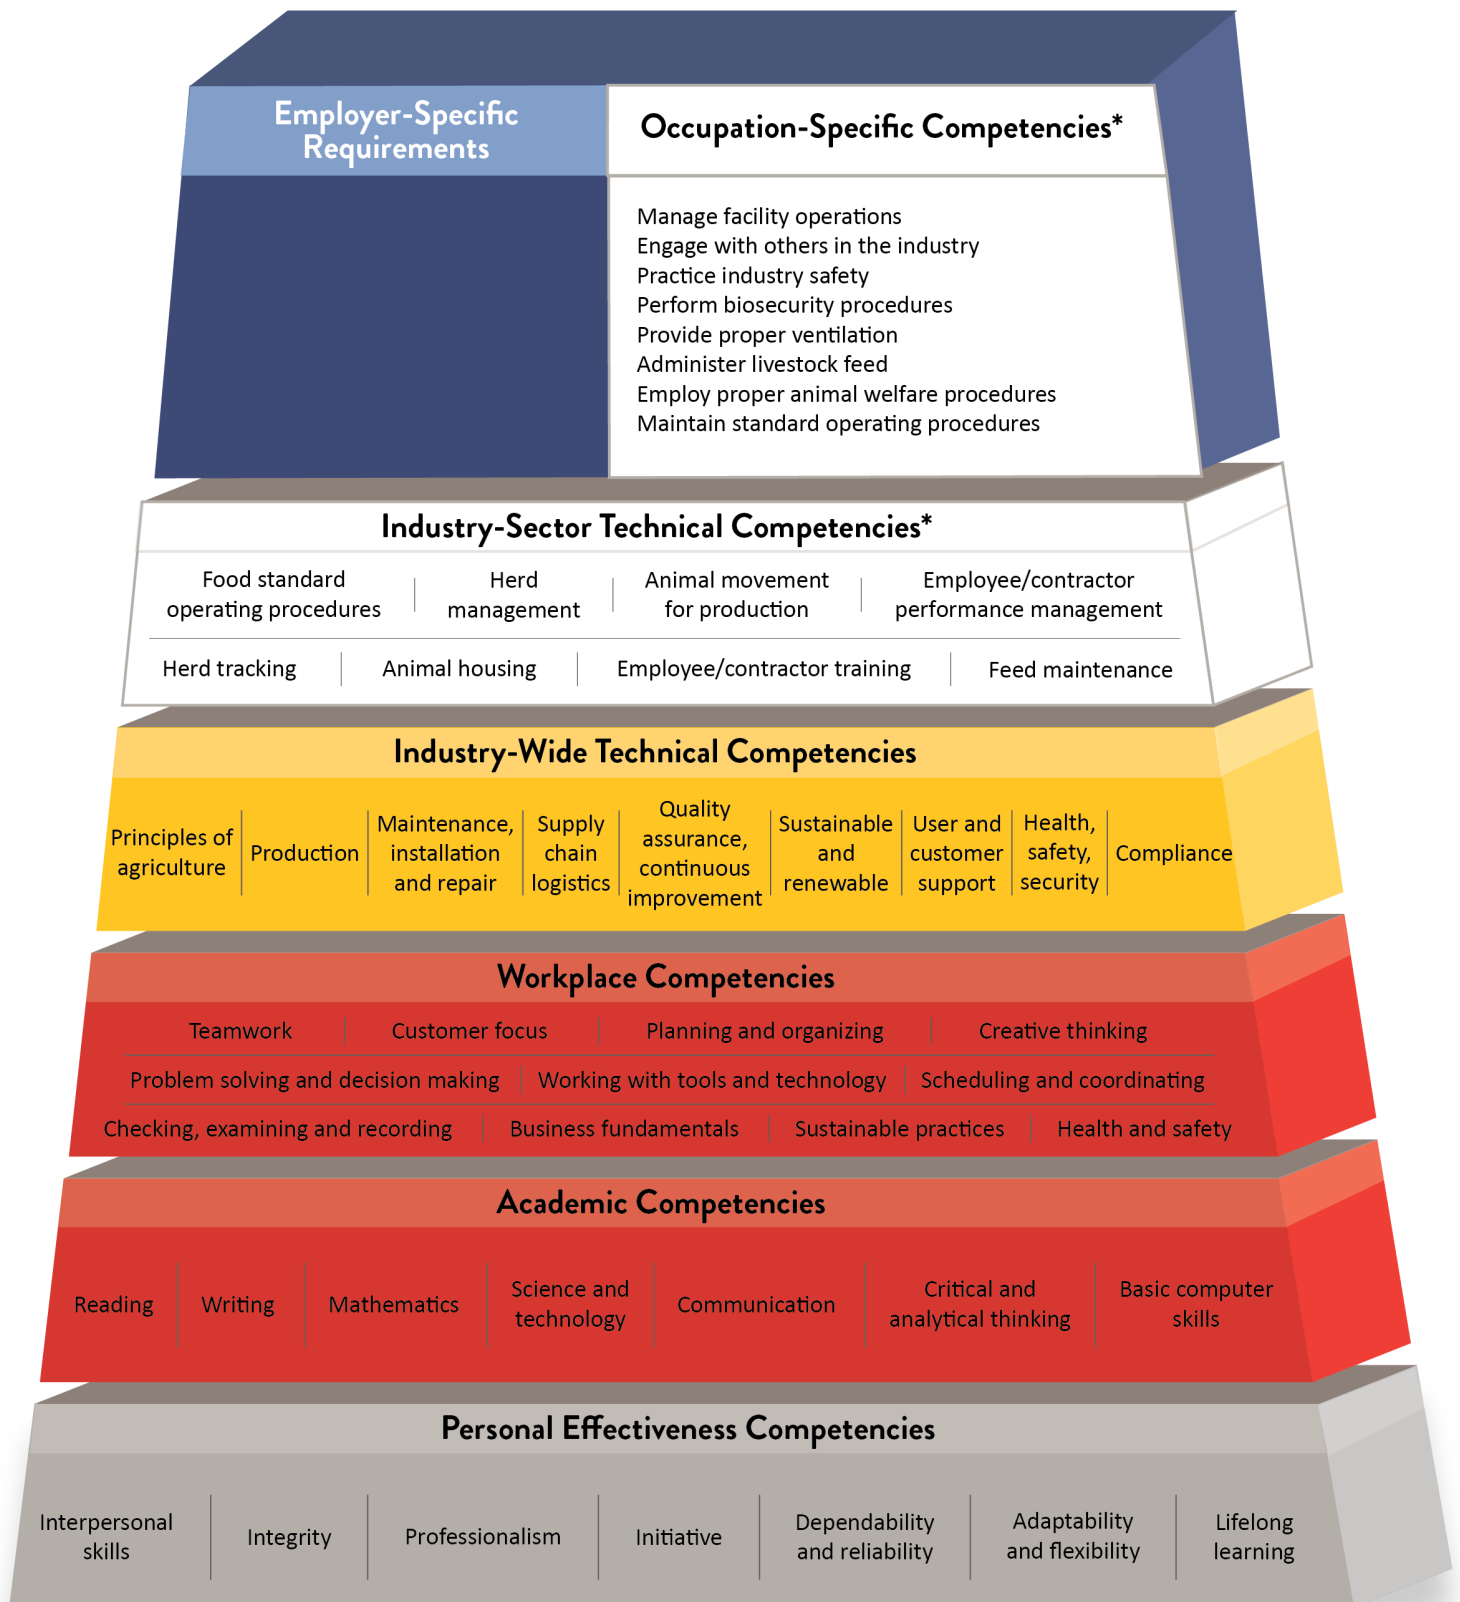 Employer-Specific
Requirements
Occupation-Specific Competencies*
Manage facility operations
Engage with others in the industry
Practice industry safety
Perform biosecurity procedures
Provide proper ventilation
Administer livestock feed
Employ proper animal welfare procedures
Maintain standard operating procedures
Industry-Sector Technical Competencies*
Food standard
operating procedures
Herd
management
Animal movement
for production
Employee/contractor
performance management
Herd tracking
Animal housing
Employee/contractor training
Feed maintenance
Industry-Wide Technical Competencies
Principles of
agriculture
Production
Maintenance,
installation
and repair
Supply
chain
logistics
Quality
assurance,
continuous
improvement
Sustainable
and
renewable
User and
customer
support
Health,
safety,
security
Compliance
Workplace Competencies
Teamwork
Customer focus
Planning and organizing
Creative thinking
Problem solving and decision making
Working with tools and technology
Scheduling and coordinating
Checking, examining and recording
Business fundamentals
Sustainable practices
Health and safety
Academic Competencies
Reading
Writing
Mathematics
Science and
technology
Communication
Critical and
analytical thinking
Basic computer
skills
Personal Effectiveness Competencies
Interpersonal
skills
Integrity
Professionalism
Initiative
Dependability
and reliability
Adaptability
and flexibility
Lifelong
learning